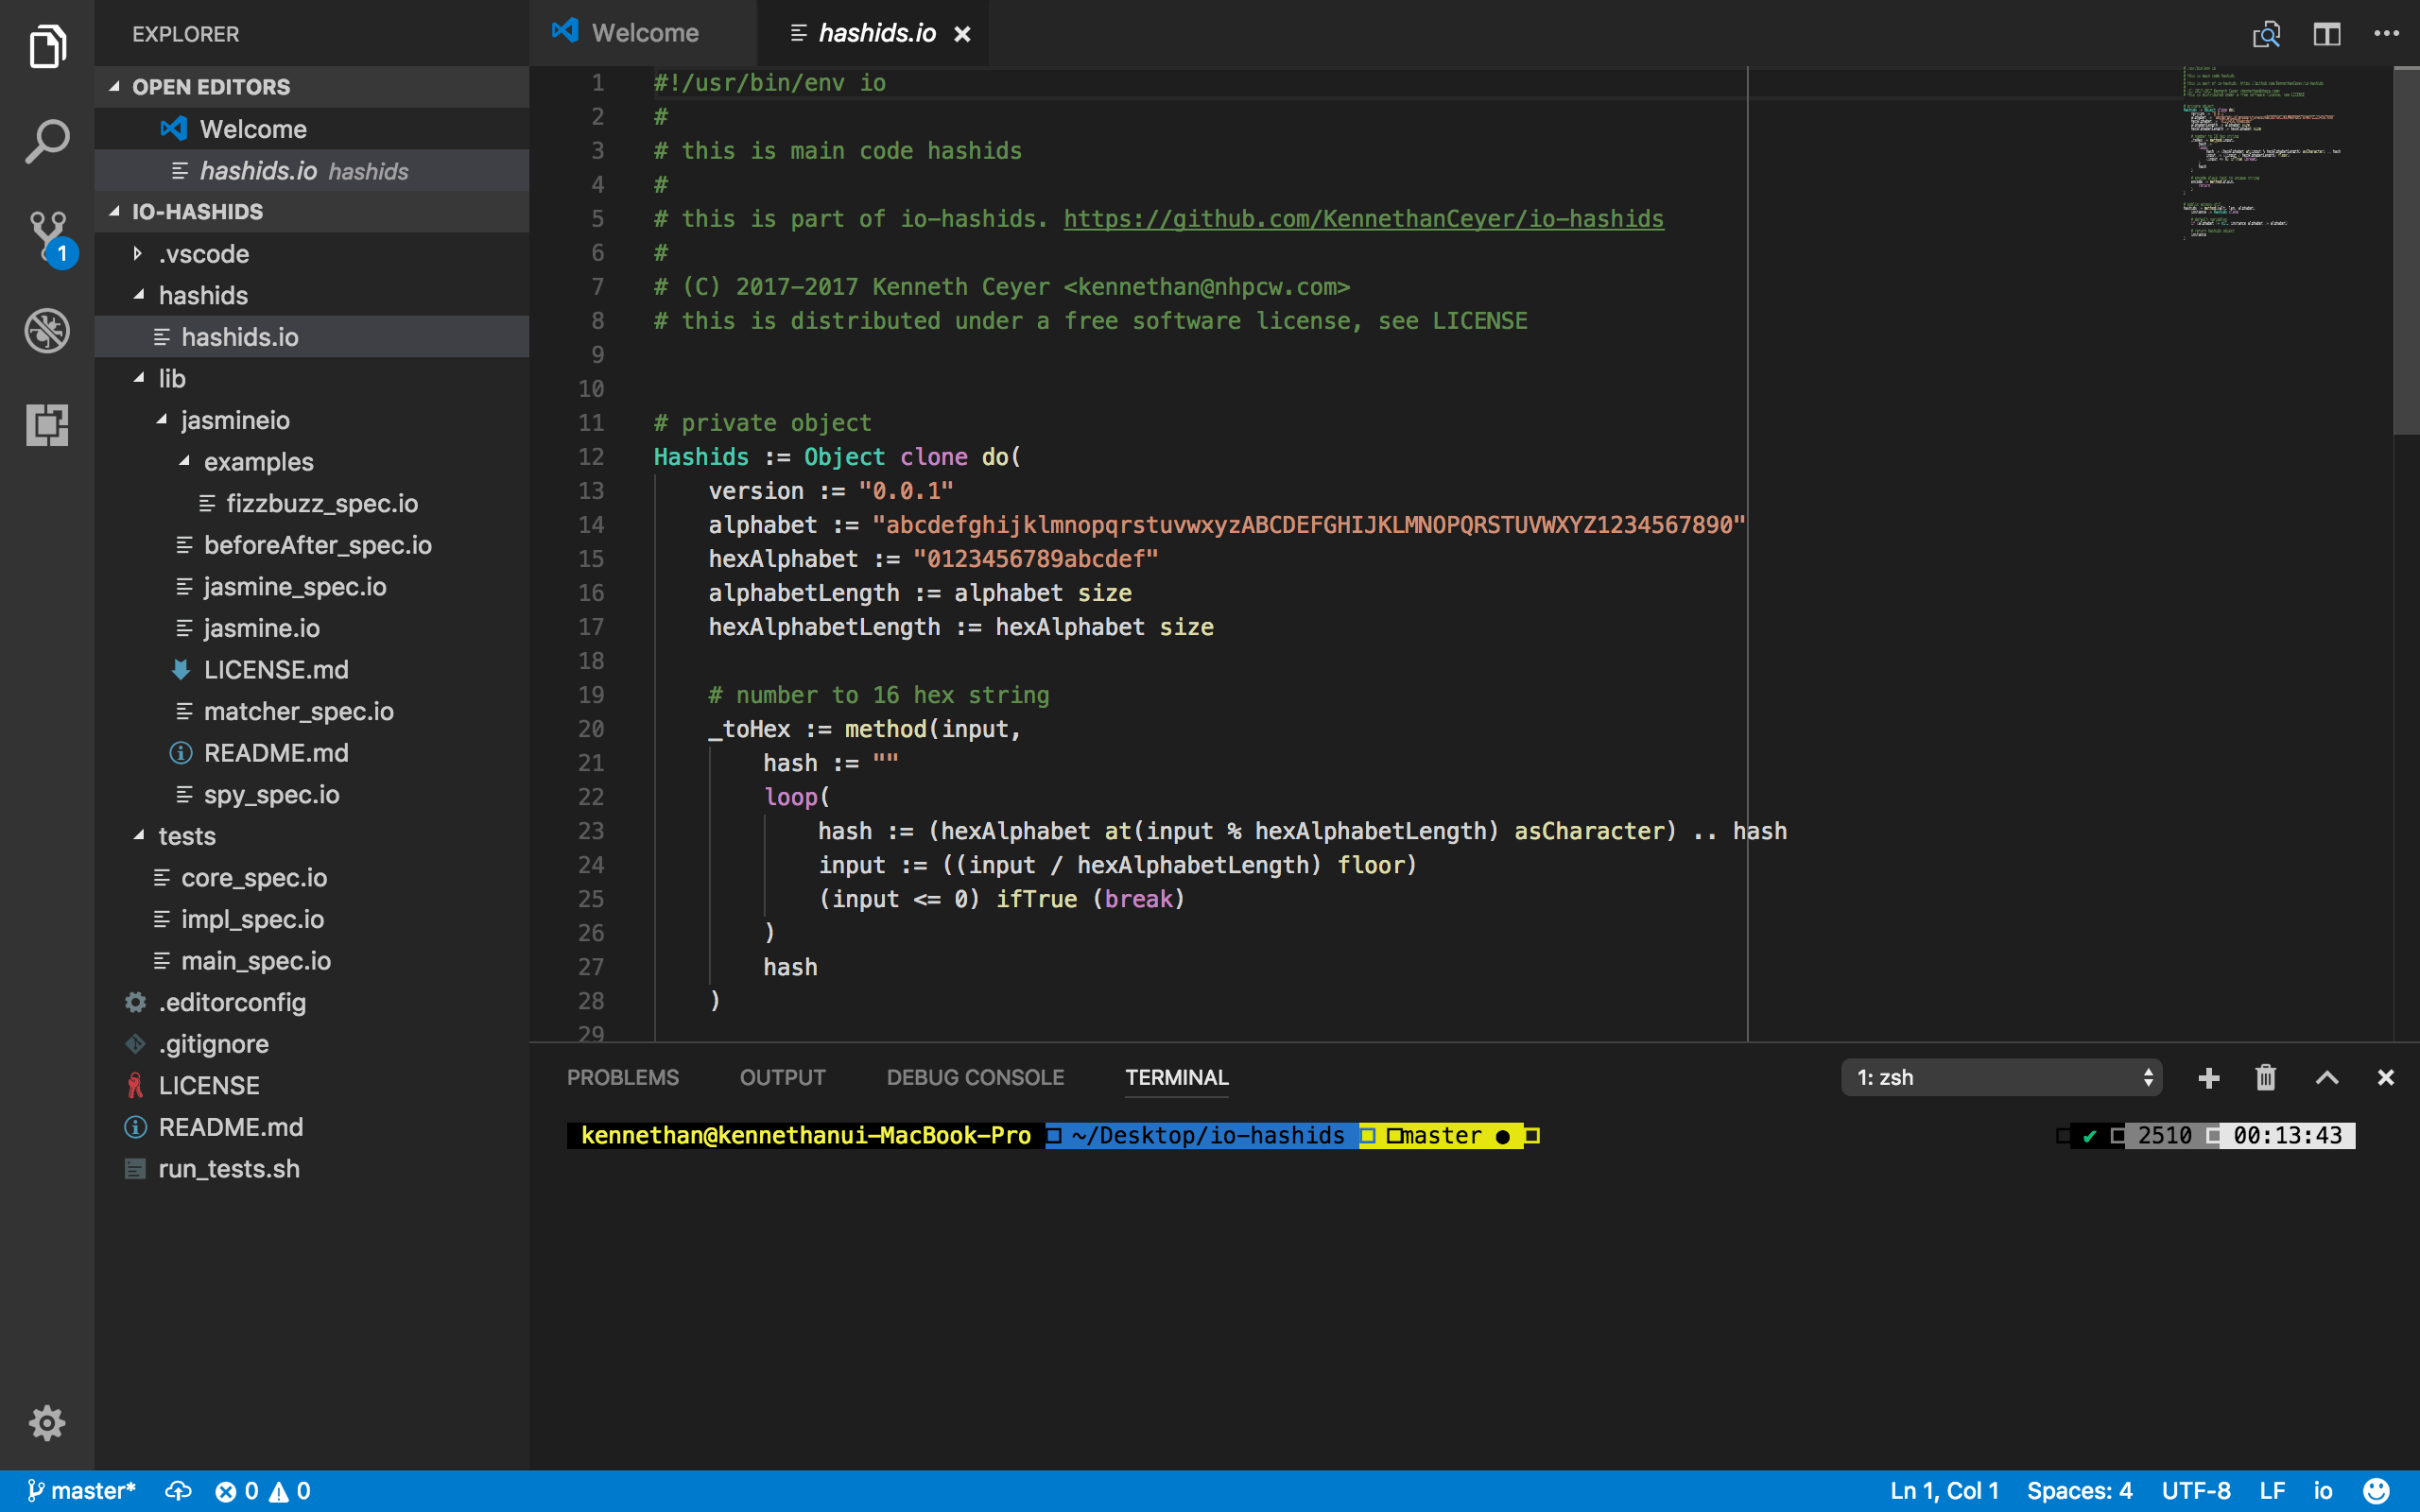 EXPLORER
OPEN EDITORS
Welcome
hashids.io hashids
IO-HASHIDS
.vscode
hashids
hashids.io
lib
jasmineio
examples
fizzbuzz_spec.io
beforeAfter_spec.io
jasmine_spec.io
jasmine.io
LICENSE.md
matcher_spec.io
README.md
spy_spec.io
tests
core_spec.io
impl_spec.io
main_spec.io
.editorconfig
.gitignore
LICENSE
README.md
run_tests.sh
1
Welcome hashids.io
1 #!/usr/bin/env io
2 #
3 # this is main code hashids
4 #
5 # this is part of io-hashids. https://github.com/KennethanCeyer/io-hashids
6 #
7 # (C) 2017-2017 Kenneth Ceyer <kennethan@nhpcw.com>
8 # this is distributed under a free software license, see LICENSE
9
10
11 # private object
12 Hashids := Object clone do(
13     version := "0.0.1"
14     alphabet := "abcdefghijklmnopqrstuvwxyzABCDEFGHIJKLMNOPQRSTUVWXYZ1234567890"
15     hexAlphabet := "0123456789abcdef"
16     alphabetLength := alphabet size
17     hexAlphabetLength := hexAlphabet size
18
19     # number to 16 hex string
20     _toHex := method(input,
21         hash := ""
22         loop(
23             hash := (hexAlphabet at(input % hexAlphabetLength) asCharacter) .. hash
24             input := ((input / hexAlphabetLength) floor)
25             (input <= 0) ifTrue (break)
26         )
27         hash
28     )
29
PROBLEMS OUTPUT DEBUG CONSOLE TERMINAL 1: zsh
kennethan@kennethanui-MacBook-Pro ~/Desktop/io-hashids master ● ✔ 2510 00:13:43
master* 0 0 Ln 1, Col 1 Spaces: 4 UTF-8 LF io